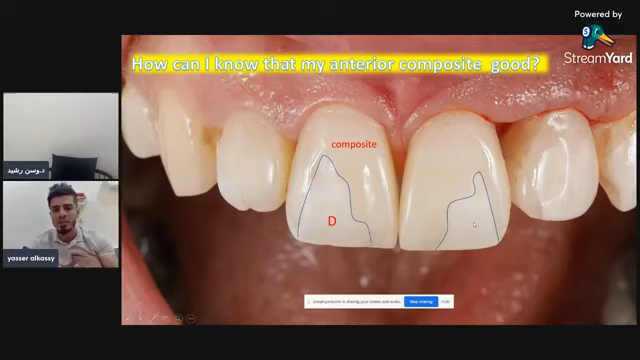 Powered by
StreamYard
How can I know that my anterior composite good?
composite
D
د.وسن رشيد
yasser alkassy
Stop sharing
Hide